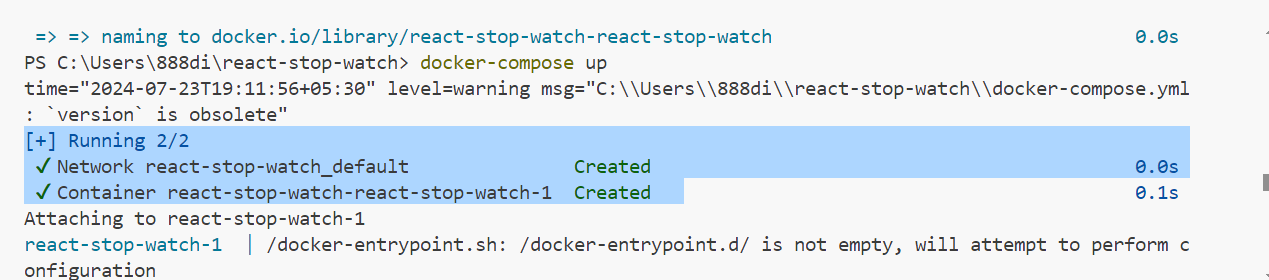 => => naming to docker.io/library/react-stop-watch-react-stop-watch 0.0s
PS C:\Users\888di\react-stop-watch> docker-compose up
time="2024-07-23T19:11:56+05:30" level=warning msg="C:\\Users\\888di\\react-stop-watch\\docker-compose.yml
: `version` is obsolete"
[+] Running 2/2
✓ Network react-stop-watch_default Created 0.0s
✓ Container react-stop-watch-react-stop-watch-1 Created 0.1s
Attaching to react-stop-watch-1
react-stop-watch-1 | /docker-entrypoint.sh: /docker-entrypoint.d/ is not empty, will attempt to perform c
onfiguration